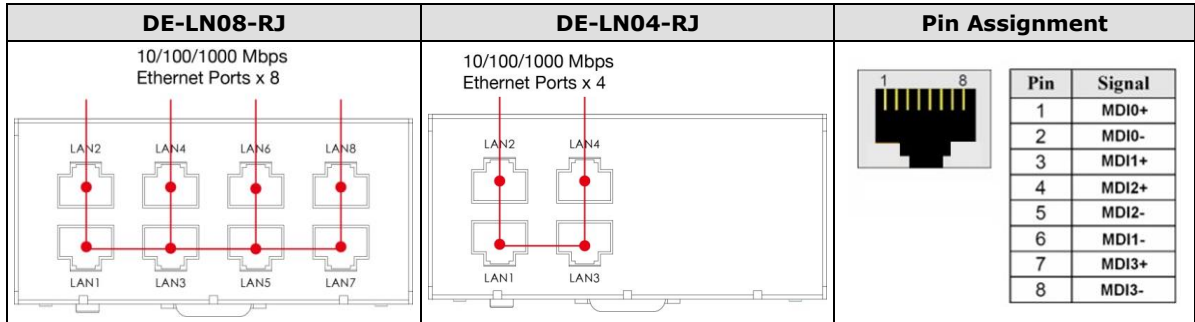 DE-LN08-RJ
10/100/1000 Mbps
Ethernet Ports x 8
LAN2 LAN4 LAN6 LAN8
LAN1 LAN3 LAN5 LAN7
DE-LN04-RJ
10/100/1000 Mbps
Ethernet Ports x 4
LAN2 LAN4
LAN1 LAN3
Pin Assignment
1 8
Pin Signal
1 MDI0+
2 MDI0-
3 MDI1+
4 MDI2+
5 MDI2-
6 MDI1-
7 MDI3+
8 MDI3-